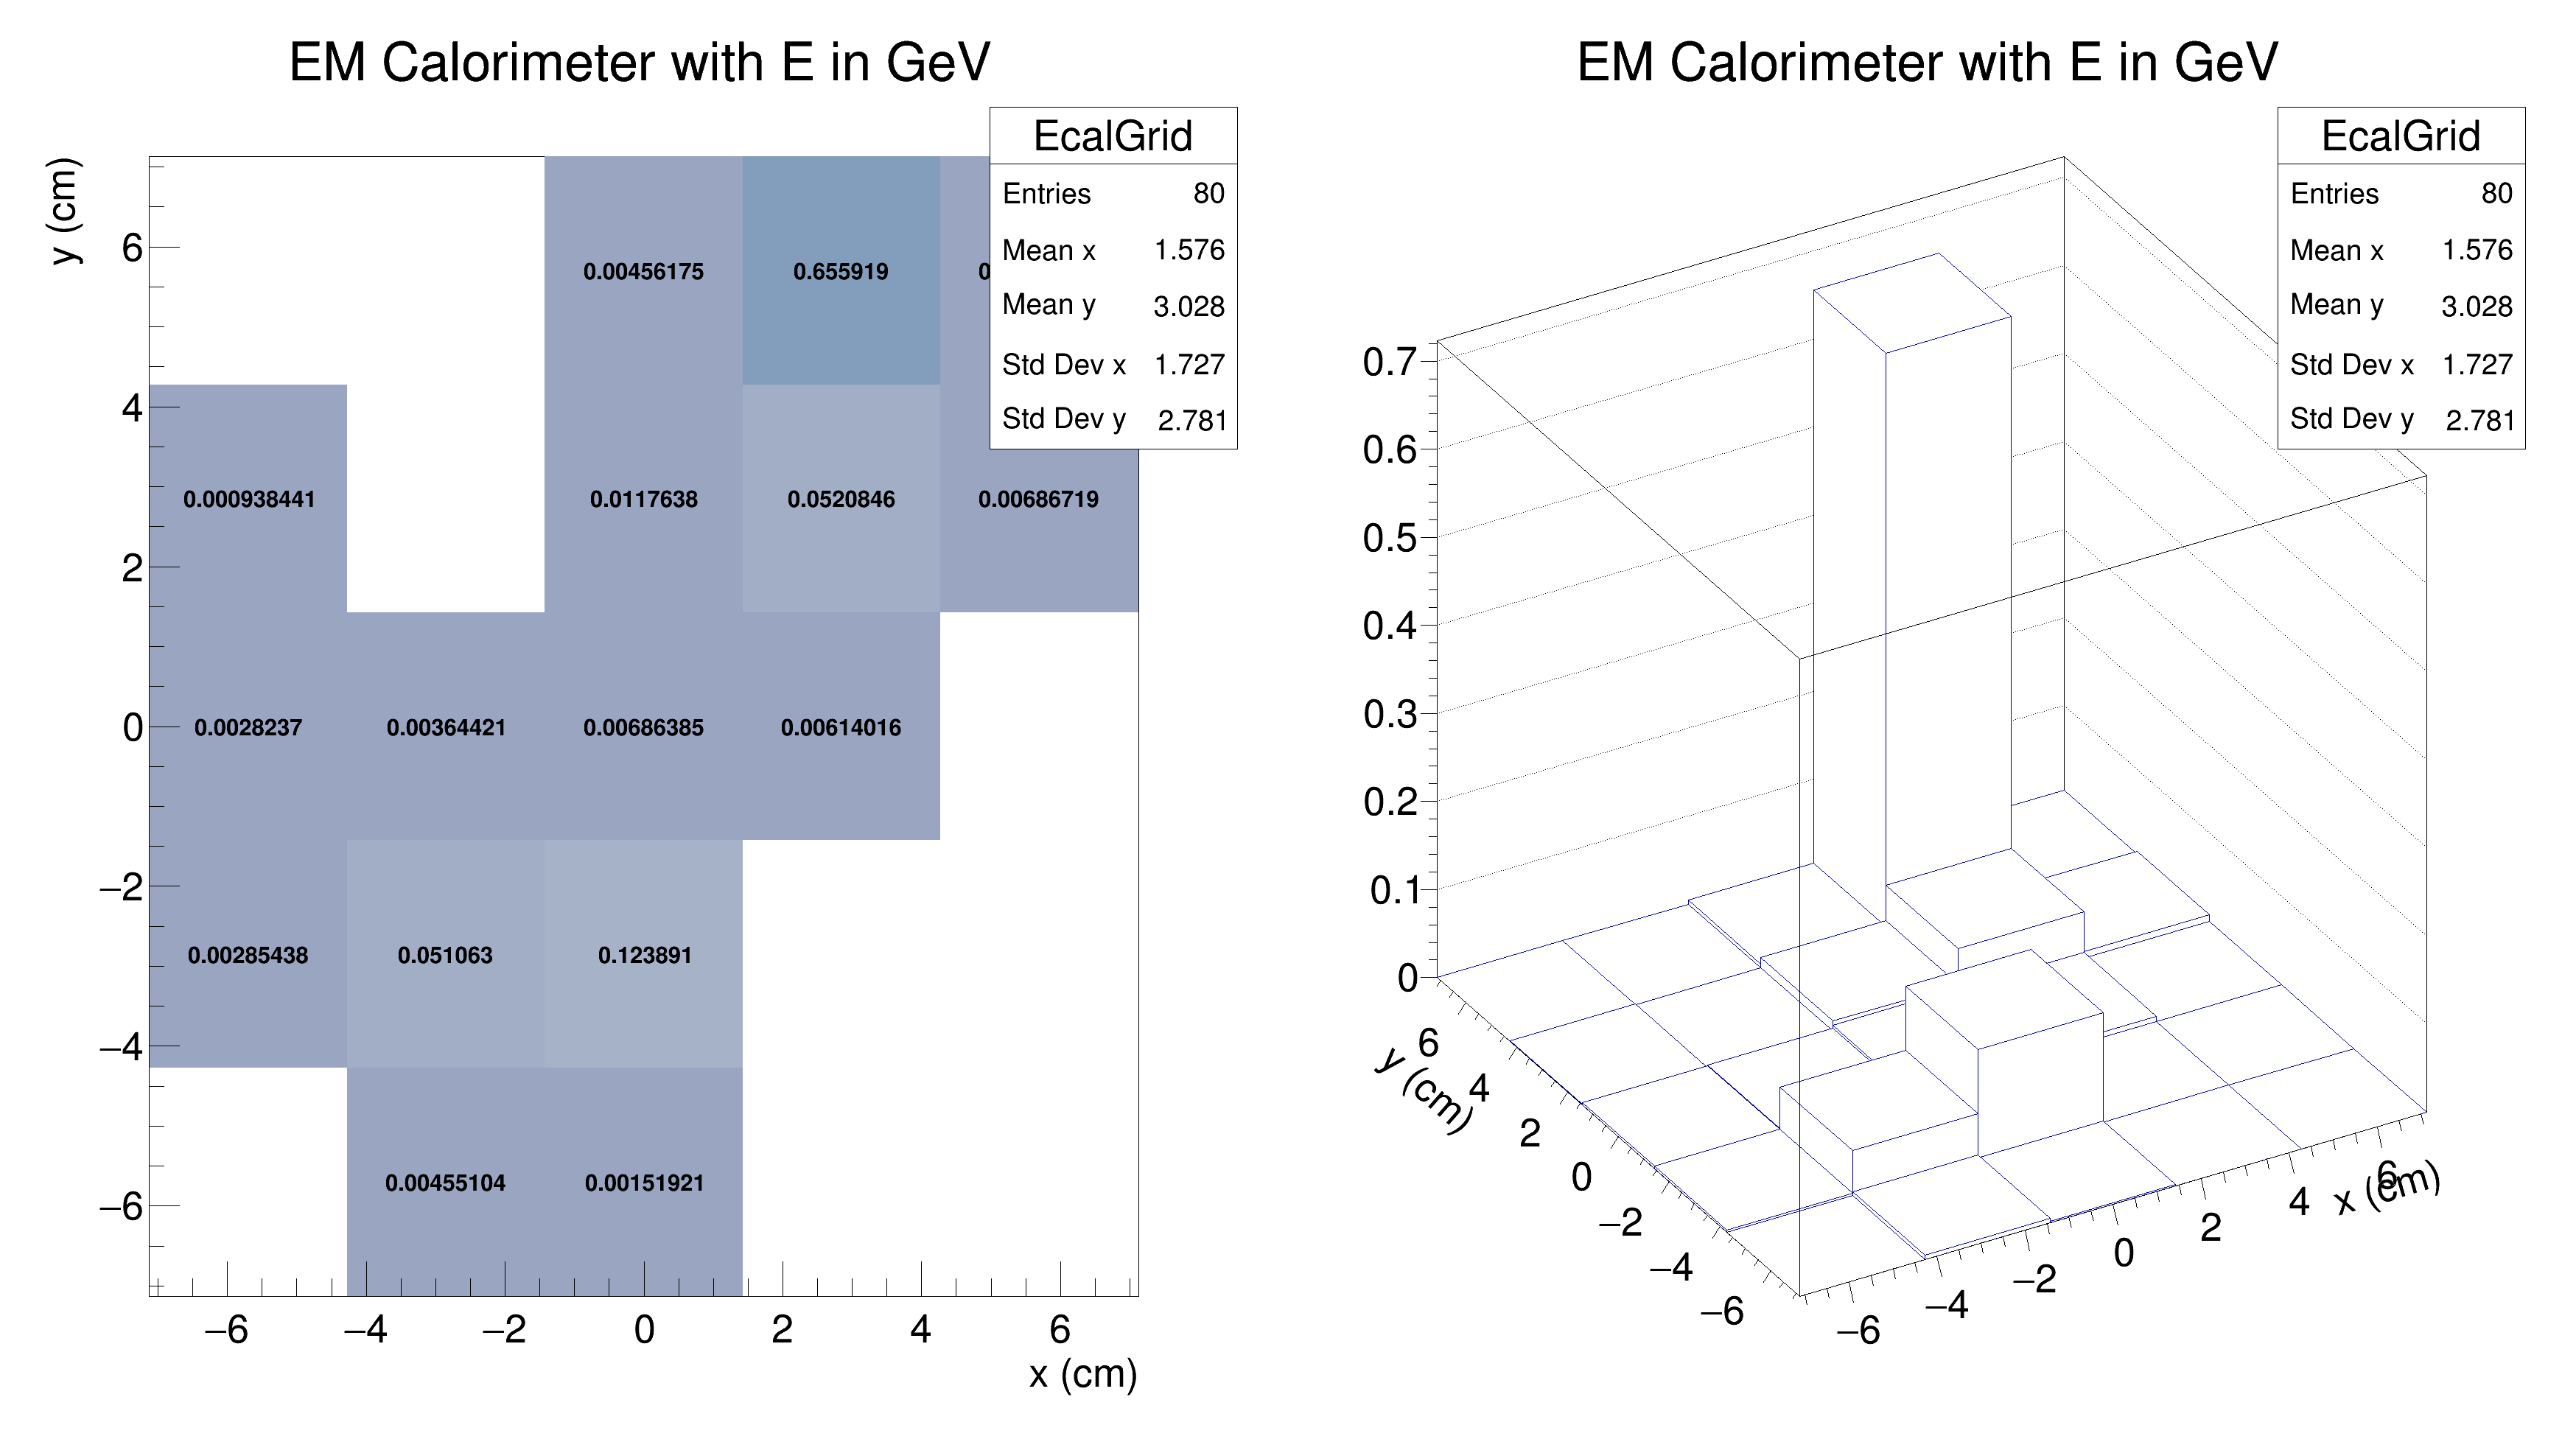 EM Calorimeter with E in GeV
EcalGrid
Entries 80
Mean x 1.576
Mean y 3.028
Std Dev x 1.727
Std Dev y 2.781
y (cm)
6
4
2
0
−2
−4
−6
0.00456175 0.655919 0
0.000938441 0.0117638 0.0520846 0.00686719
0.0028237 0.00364421 0.00686385 0.00614016
0.00285438 0.051063 0.123891
0.00455104 0.00151921
−6 −4 −2 0 2 4 6
x (cm)
EM Calorimeter with E in GeV
EcalGrid
Entries 80
Mean x 1.576
Mean y 3.028
Std Dev x 1.727
Std Dev y 2.781
0.7
0.6
0.5
0.4
0.3
0.2
0.1
0
y (cm)
6
4
2
0
−2
−4
−6
−6
−4
−2
0
2
4
6
x (cm)